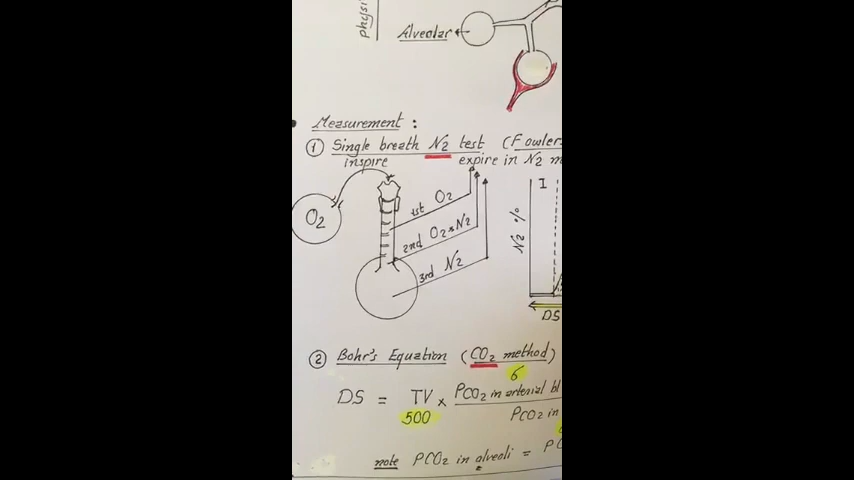 physi
Alveolar
Measurement :
① Single breath N2 test (Fowler's
inspire expire in N2 m
O2
1st O2
2nd O2 x N2
3rd N2
N2 %
I
DS
② Bohr's Equation (CO2 method)
6
DS = TV x PCO2 in arterial bl
500
PCO2 in
note PCO2 in alveoli = PC